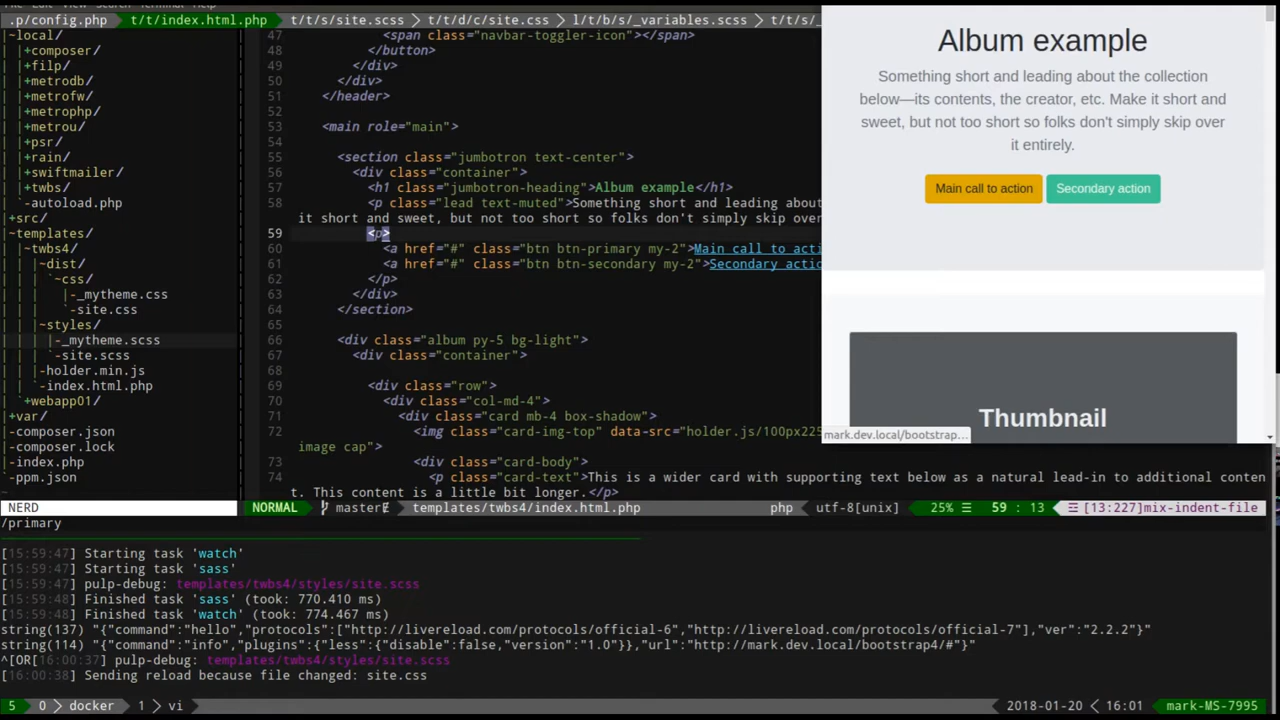 .p/config.php t/t/index.html.php t/t/s/site.scss t/t/d/c/site.css l/t/b/s/_variables.scss t/t/s/_
~local/
|+composer/
|+filp/
|+metrodb/
|+metrofw/
|+metrophp/
|+metrou/
|+psr/
|+rain/
|+swiftmailer/
|+twbs/
`-autoload.php
+src/
~templates/
~twbs4/
~dist/
~css/
|-_mytheme.css
`-site.css
~styles/
|-_mytheme.scss
`-site.scss
-holder.min.js
`-index.html.php
+webapp01/
+var/
-composer.json
-composer.lock
-index.php
-ppm.json
~
47 <span class="navbar-toggler-icon"></span>
48 </button>
49 </div>
50 </div>
51 </header>
52
53 <main role="main">
54
55 <section class="jumbotron text-center">
56 <div class="container">
57 <h1 class="jumbotron-heading">Album example</h1>
58 <p class="lead text-muted">Something short and leading about
it short and sweet, but not too short so folks don't simply skip over
59 <p>
60 <a href="#" class="btn btn-primary my-2">Main call to acti
61 <a href="#" class="btn btn-secondary my-2">Secondary actio
62 </p>
63 </div>
64 </section>
65
66 <div class="album py-5 bg-light">
67 <div class="container">
68
69 <div class="row">
70 <div class="col-md-4">
71 <div class="card mb-4 box-shadow">
72 <img class="card-img-top" data-src="holder.js/100px225
image cap">
73 <div class="card-body">
74 <p class="card-text">This is a wider card with supporting text below as a natural lead-in to additional conten
t. This content is a little bit longer.</p>
Album example
Something short and leading about the collection
below—its contents, the creator, etc. Make it short and
sweet, but not too short so folks don't simply skip over
it entirely.
Main call to action Secondary action
Thumbnail
mark.dev.local/bootstrap...
NERD NORMAL master templates/twbs4/index.html.php php utf-8[unix] 25% ☰ 59 : 13 ☲ [13:227]mix-indent-file
/primary
[15:59:47] Starting task 'watch'
[15:59:47] Starting task 'sass'
[15:59:47] pulp-debug: templates/twbs4/styles/site.scss
[15:59:48] Finished task 'sass' (took: 770.410 ms)
[15:59:48] Finished task 'watch' (took: 774.467 ms)
string(137) "{"command":"hello","protocols":["http://livereload.com/protocols/official-6","http://livereload.com/protocols/official-7"],"ver":"2.2.2"}"
string(114) "{"command":"info","plugins":{"less":{"disable":false,"version":"1.0"}},"url":"http://mark.dev.local/bootstrap4/#"}"
^[OR[16:00:37] pulp-debug: templates/twbs4/styles/site.scss
[16:00:38] Sending reload because file changed: site.css
5 0 > docker 1 > vi 2018-01-20 < 16:01 mark-MS-7995